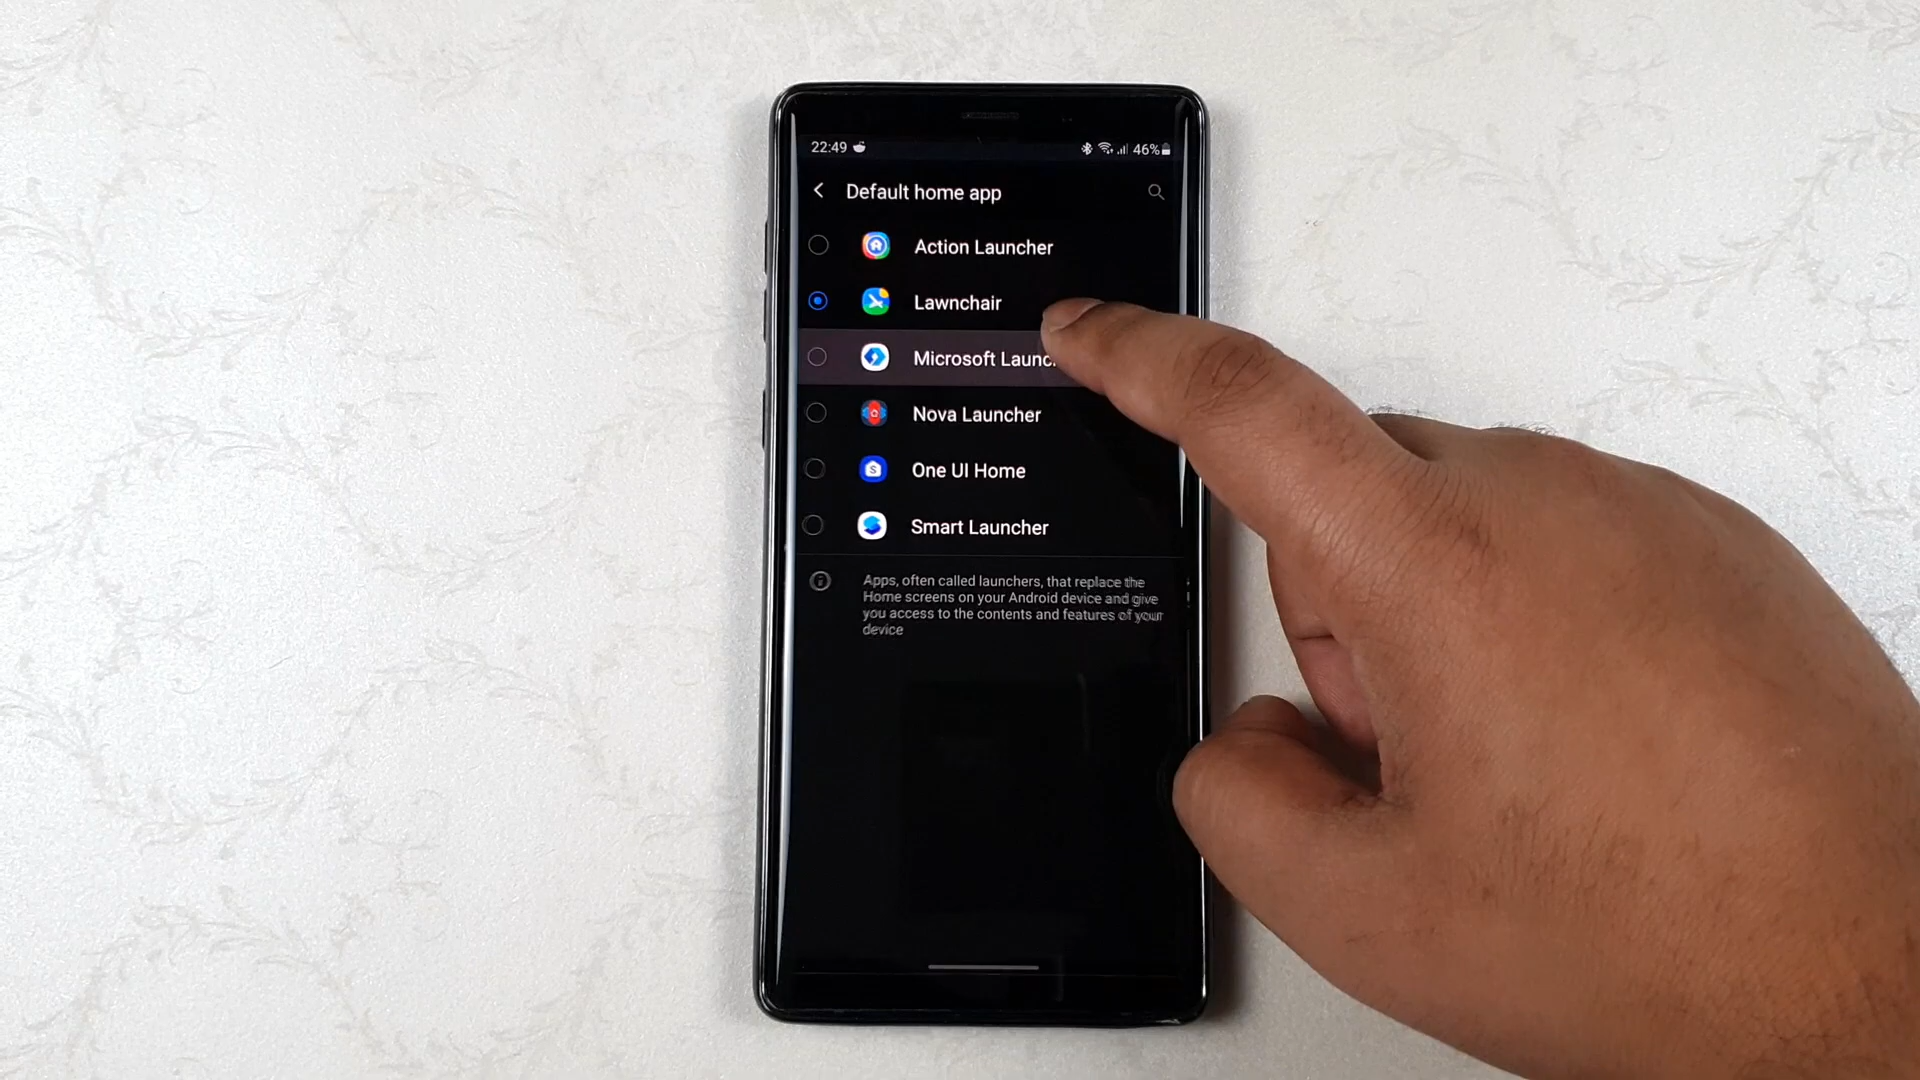 22:49 46%
Default home app
Action Launcher
Lawnchair
Microsoft Launc
Nova Launcher
One UI Home
Smart Launcher
Apps, often called launchers, that replace the
Home screens on your Android device and give
you access to the contents and features of your
device